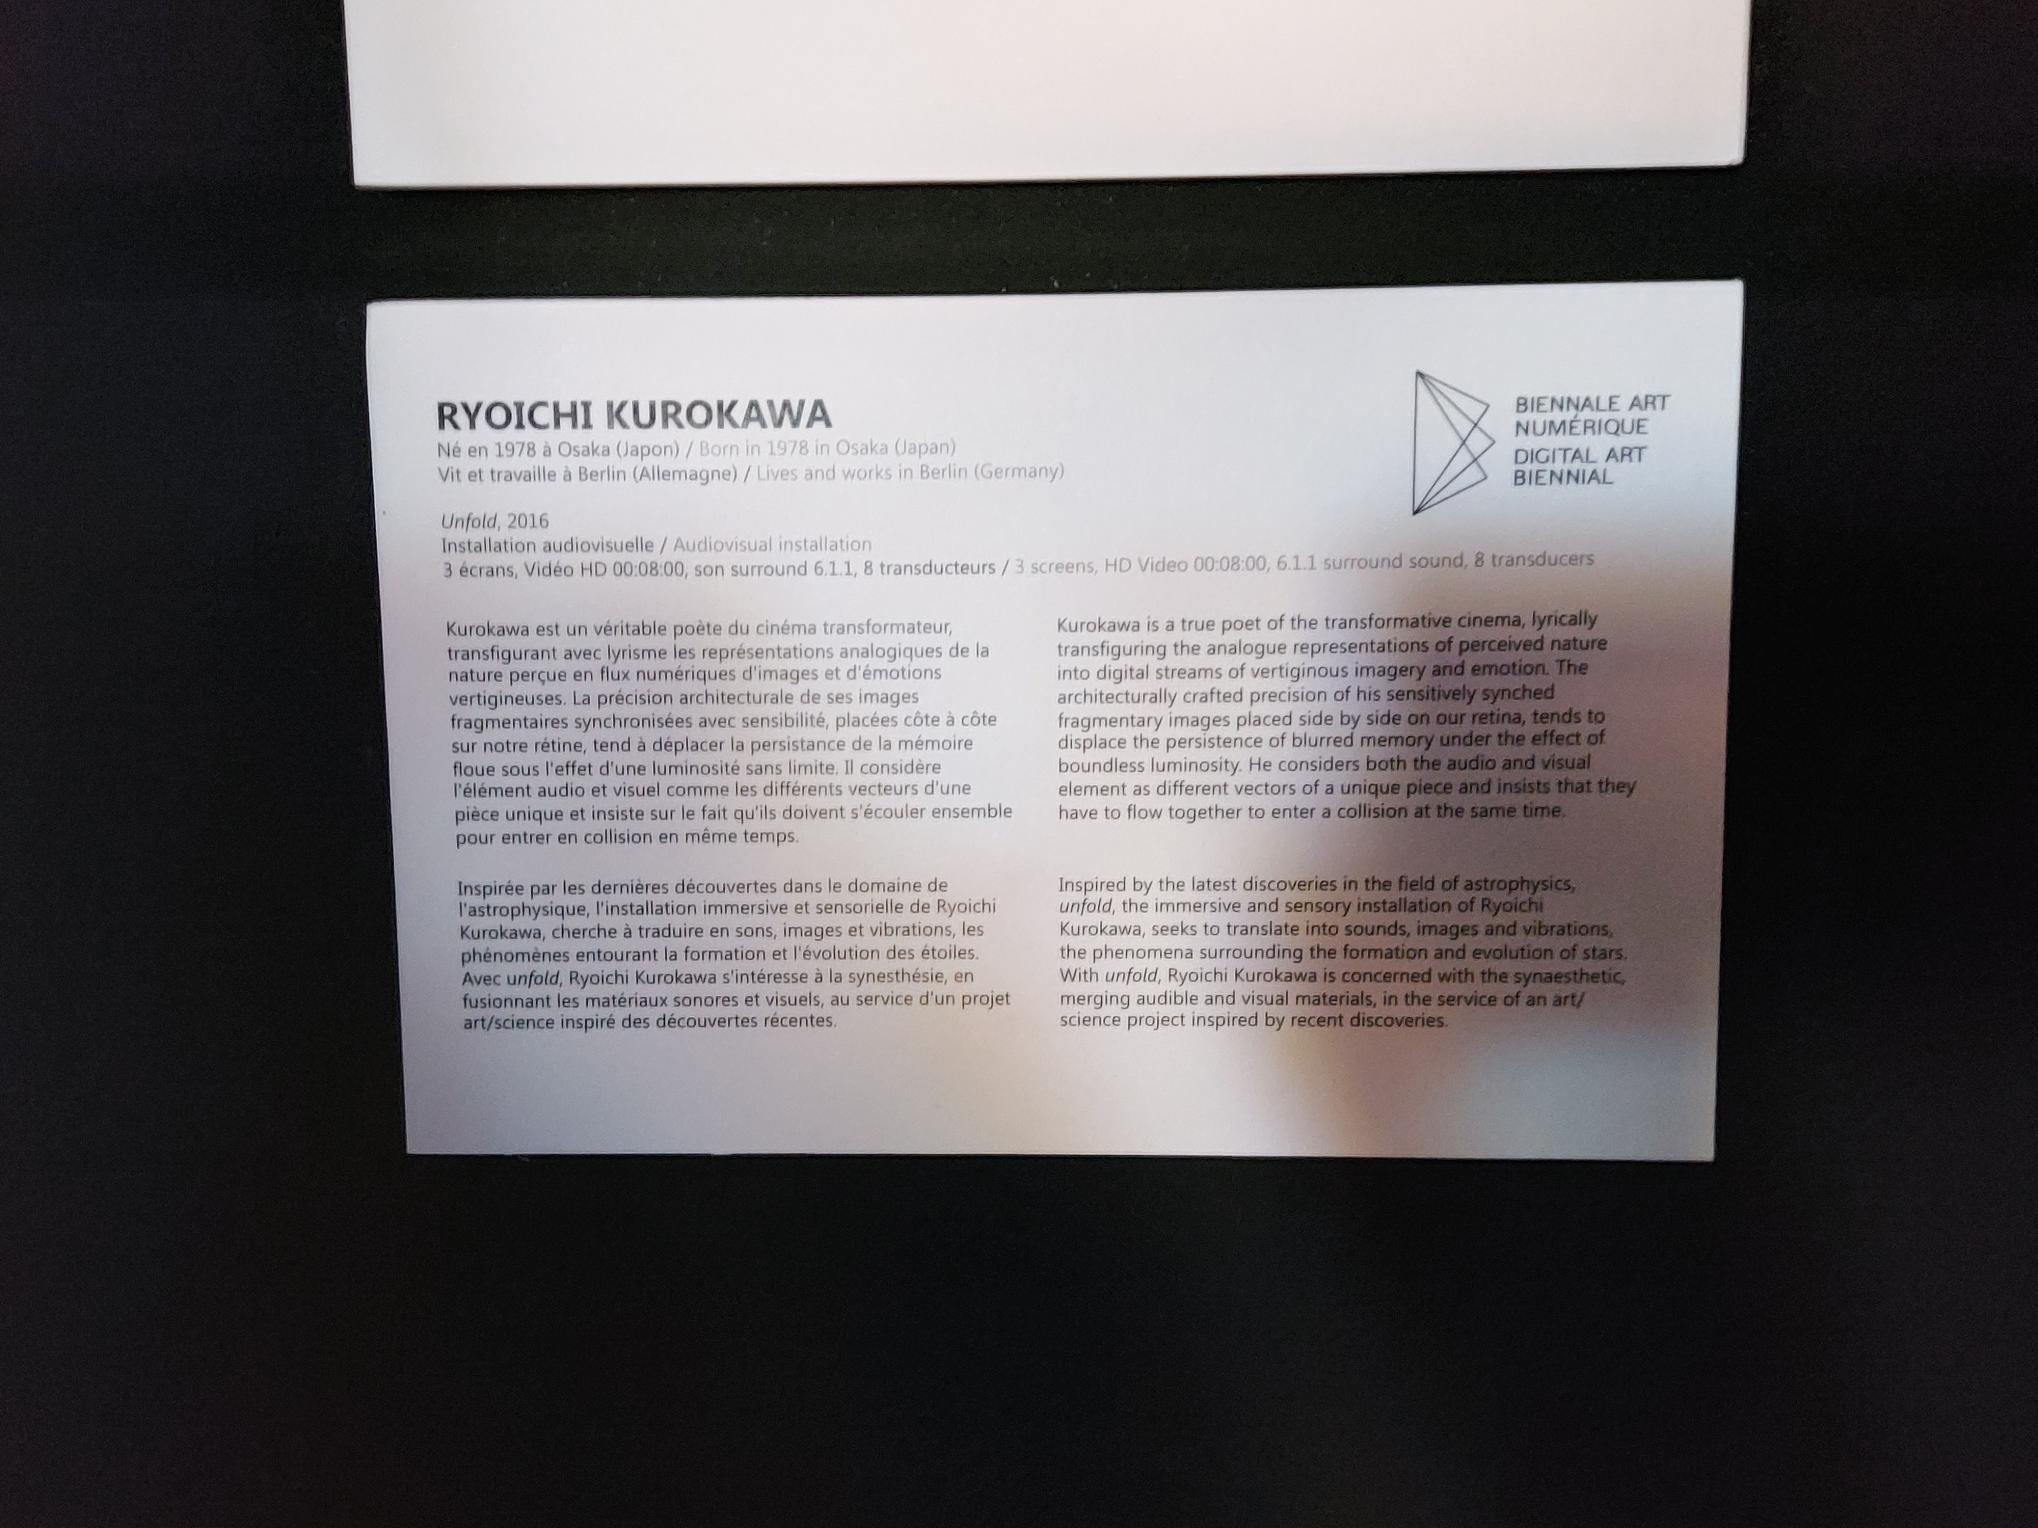 RYOICHI KUROKAWA
Né en 1978 à Osaka (Japon) / Born in 1978 in Osaka (Japan)
Vit et travaille à Berlin (Allemagne) / Lives and works in Berlin (Germany)
BIENNALE ART
NUMÉRIQUE
DIGITAL ART
BIENNIAL
Unfold, 2016
Installation audiovisuelle / Audiovisual installation
3 écrans, Vidéo HD 00:08:00, son surround 6.1.1, 8 transducteurs / 3 screens, HD Video 00:08:00, 6.1.1 surround sound, 8 transducers
Kurokawa est un véritable poète du cinéma transformateur,
transfigurant avec lyrisme les représentations analogiques de la
nature perçue en flux numériques d'images et d'émotions
vertigineuses. La précision architecturale de ses images
fragmentaires synchronisées avec sensibilité, placées côte à côte
sur notre rétine, tend à déplacer la persistance de la mémoire
floue sous l'effet d'une luminosité sans limite. Il considère
l'élément audio et visuel comme les différents vecteurs d'une
pièce unique et insiste sur le fait qu'ils doivent s'écouler ensemble
pour entrer en collision en même temps.
Inspirée par les dernières découvertes dans le domaine de
l'astrophysique, l'installation immersive et sensorielle de Ryoichi
Kurokawa, cherche à traduire en sons, images et vibrations, les
phénomènes entourant la formation et l'évolution des étoiles.
Avec unfold, Ryoichi Kurokawa s'intéresse à la synesthésie, en
fusionnant les matériaux sonores et visuels, au service d'un projet
art/science inspiré des découvertes récentes.
Kurokawa is a true poet of the transformative cinema, lyrically
transfiguring the analogue representations of perceived nature
into digital streams of vertiginous imagery and emotion. The
architecturally crafted precision of his sensitively synched
fragmentary images placed side by side on our retina, tends to
displace the persistence of blurred memory under the effect of
boundless luminosity. He considers both the audio and visual
element as different vectors of a unique piece and insists that they
have to flow together to enter a collision at the same time.
Inspired by the latest discoveries in the field of astrophysics,
unfold, the immersive and sensory installation of Ryoichi
Kurokawa, seeks to translate into sounds, images and vibrations,
the phenomena surrounding the formation and evolution of stars.
With unfold, Ryoichi Kurokawa is concerned with the synaesthetic,
merging audible and visual materials, in the service of an art/
science project inspired by recent discoveries.